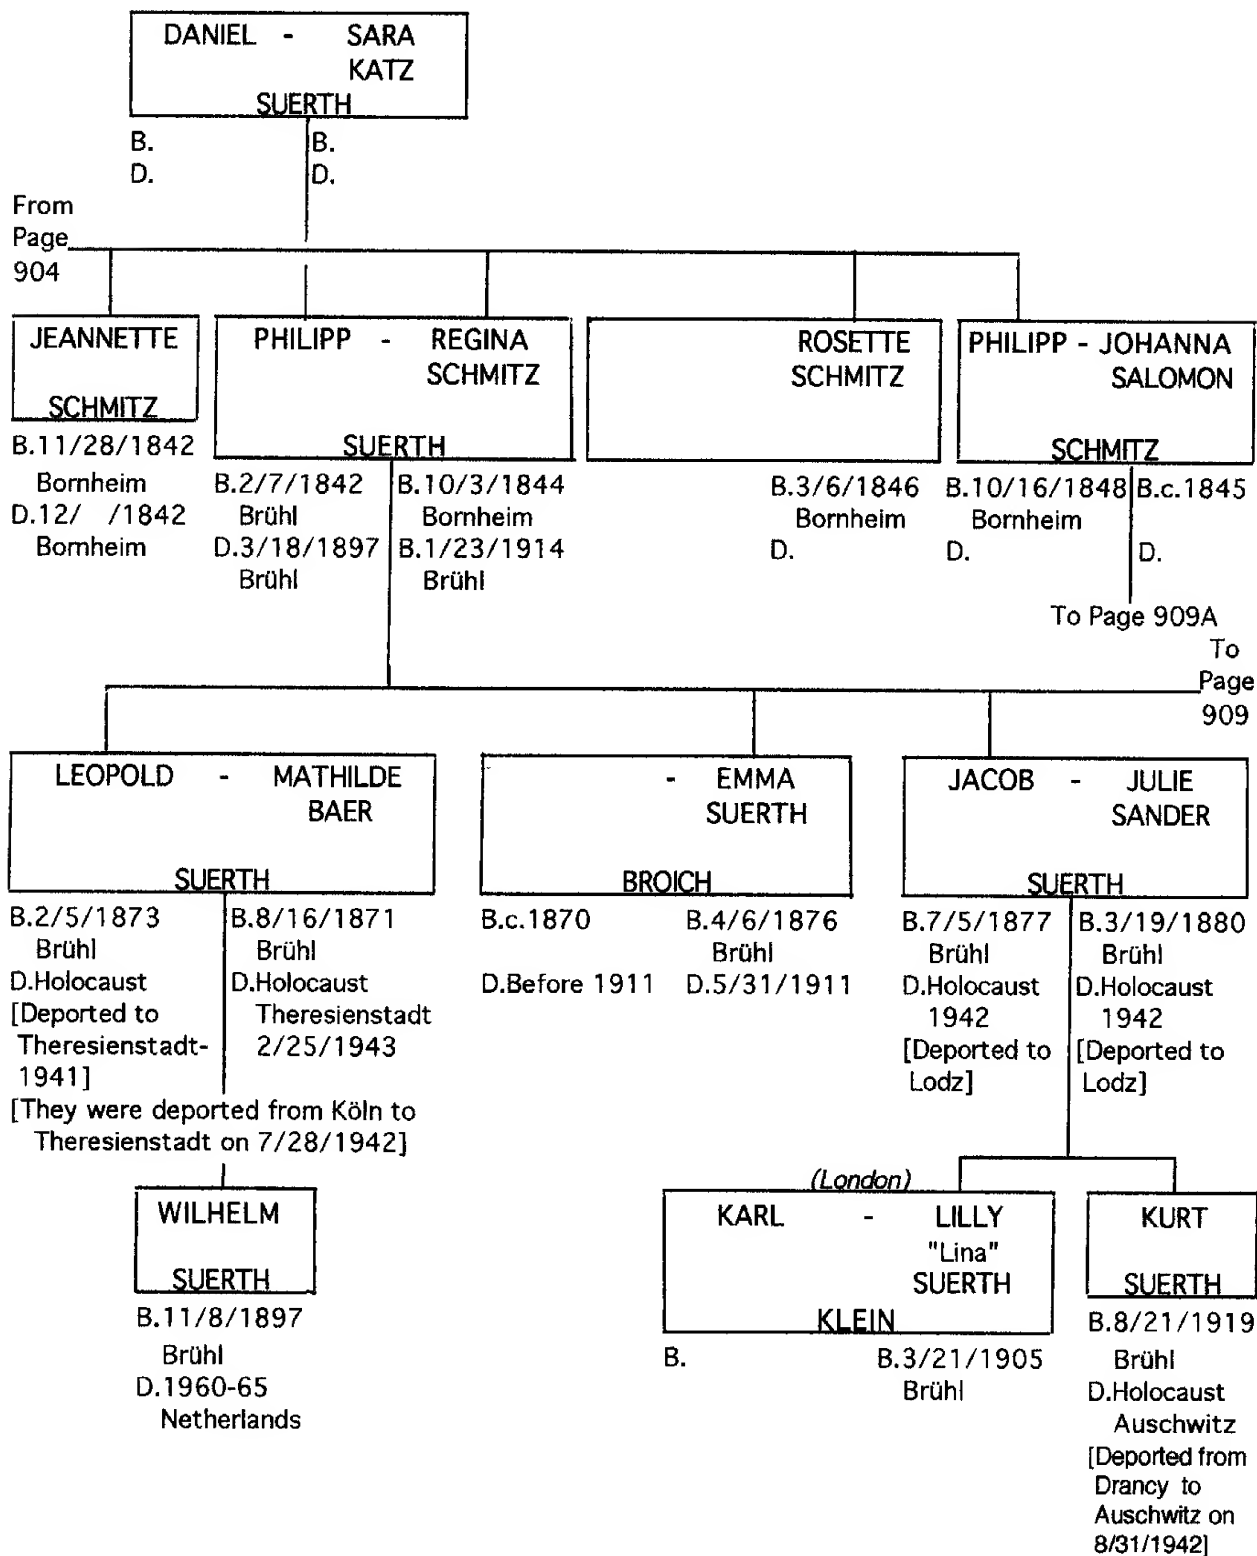 DANIEL - SARA
KATZ
SUERTH
B. B.
D. D.
From
Page
904
JEANNETTE
SCHMITZ
B.11/28/1842
Bornheim
D.12/ /1842
Bornheim
PHILIPP - REGINA
SCHMITZ
SUERTH
B.2/7/1842 B.10/3/1844
Brühl Bornheim
D.3/18/1897 B.1/23/1914
Brühl Brühl
ROSETTE
SCHMITZ
B.3/6/1846
Bornheim
D.
PHILIPP - JOHANNA
SALOMON
SCHMITZ
B.10/16/1848 B.c.1845
Bornheim
D. D.
To Page 909A
To
Page
909
LEOPOLD - MATHILDE
BAER
SUERTH
B.2/5/1873 B.8/16/1871
Brühl Brühl
D.Holocaust D.Holocaust
[Deported to Theresienstadt
Theresienstadt- 2/25/1943
1941]
[They were deported from Köln to
Theresienstadt on 7/28/1942]
- EMMA
SUERTH
BROICH
B.c.1870 B.4/6/1876
Brühl
D.Before 1911 D.5/31/1911
JACOB - JULIE
SANDER
SUERTH
B.7/5/1877 B.3/19/1880
Brühl Brühl
D.Holocaust D.Holocaust
1942 1942
[Deported to [Deported to
Lodz] Lodz]
WILHELM
SUERTH
B.11/8/1897
Brühl
D.1960-65
Netherlands
(London)
KARL - LILLY
"Lina"
SUERTH
KLEIN
B. B.3/21/1905
Brühl
KURT
SUERTH
B.8/21/1919
Brühl
D.Holocaust
Auschwitz
[Deported from
Drancy to
Auschwitz on
8/31/1942]